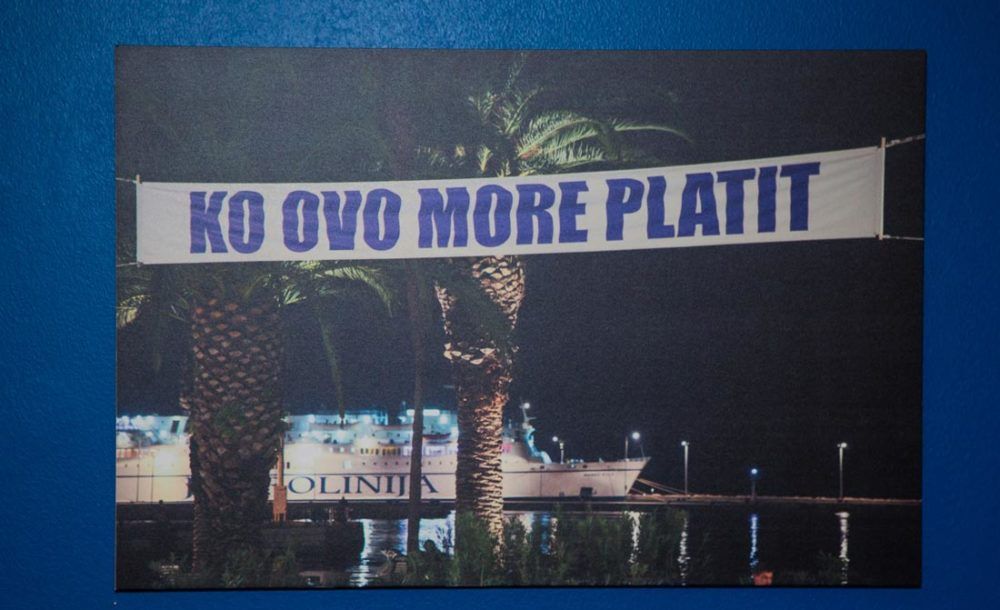 KO OVO MORE PLATIT
OLINIJA